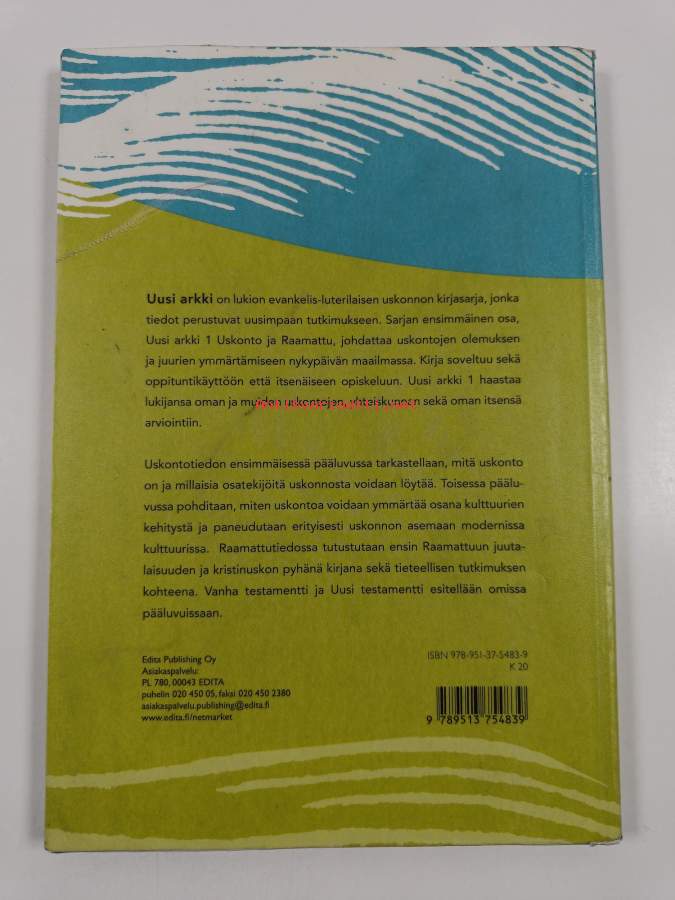 Uusi arkki on lukion evankelis-luterilaisen uskonnon kirjasarja, jonka
tiedot perustuvat uusimpaan tutkimukseen. Sarjan ensimmäinen osa,
Uusi arkki 1 Uskonto ja Raamattu, johdattaa uskontojen olemuksen
ja juurien ymmärtämiseen nykypäivän maailmassa. Kirja soveltuu sekä
oppituntikäyttöön että itsenäiseen opiskeluun. Uusi arkki 1 haastaa
lukijansa oman ja muiden uskontojen, yhteiskunnan sekä oman itsensä
arviointiin.
Uskontotiedon ensimmäisessä pääluvussa tarkastellaan, mitä uskonto
on ja millaisia osatekijöitä uskonnosta voidaan löytää. Toisessa päälu-
vussa pohditaan, miten uskontoa voidaan ymmärtää osana kulttuurien
kehitystä ja paneudutaan erityisesti uskonnon asemaan modernissa
kulttuurissa. Raamattutiedossa tutustutaan ensin Raamattuun juuta-
laisuuden ja kristinuskon pyhänä kirjana sekä tieteellisen tutkimuksen
kohteena. Vanha testamentti ja Uusi testamentti esitellään omissa
pääluvuissaan.
Edita Publishing Oy
Asiakaspalvelu:
PL 780, 00043 EDITA
puhelin 020 450 05, faksi 020 450 2380
asiakaspalvelu.publishing@edita.fi
www.edita.fi/netmarket
ISBN 978-951-37-5483-9
K 20
9 789513 754839